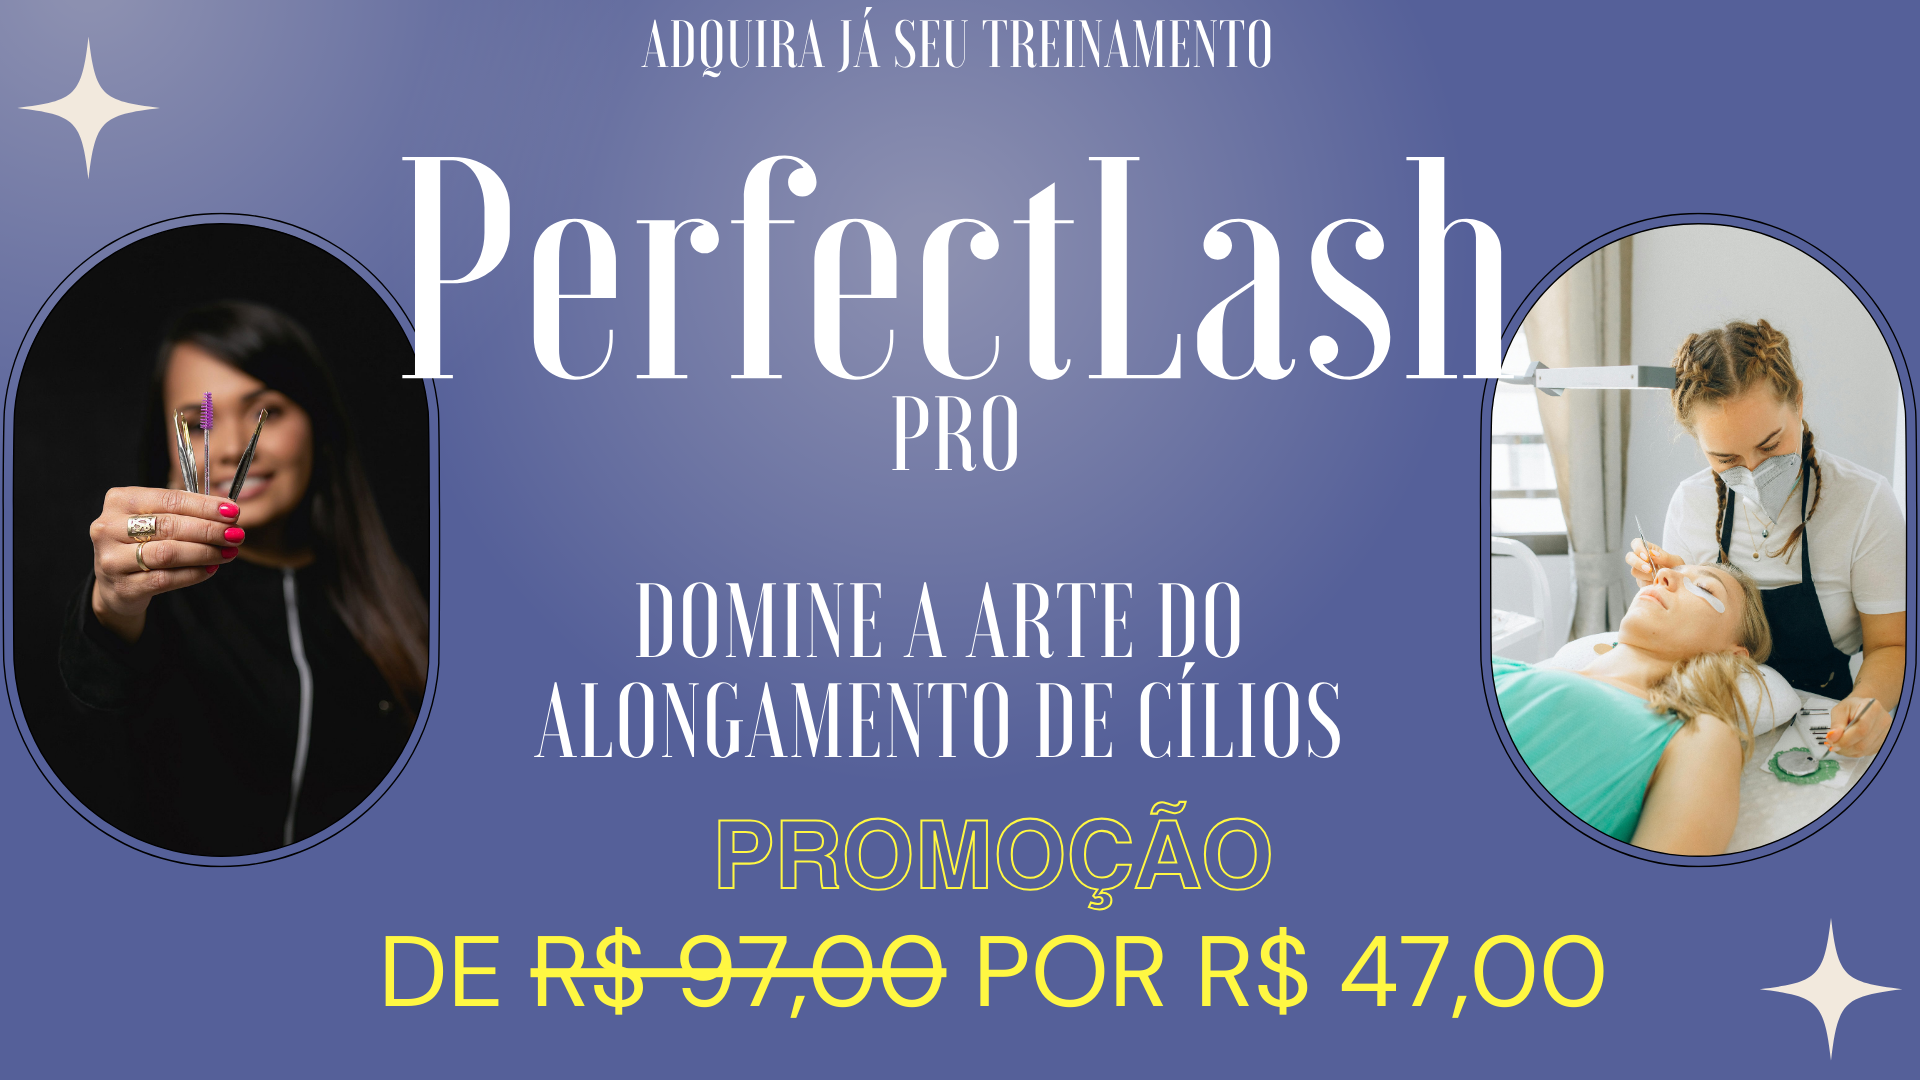 ADQUIRA JÁ SEU TREINAMENTO
PerfectLash
PRO
DOMINE A ARTE DO
ALONGAMENTO DE CÍLIOS
PROMOÇÃO
DE R$ 97,00 POR R$ 47,00